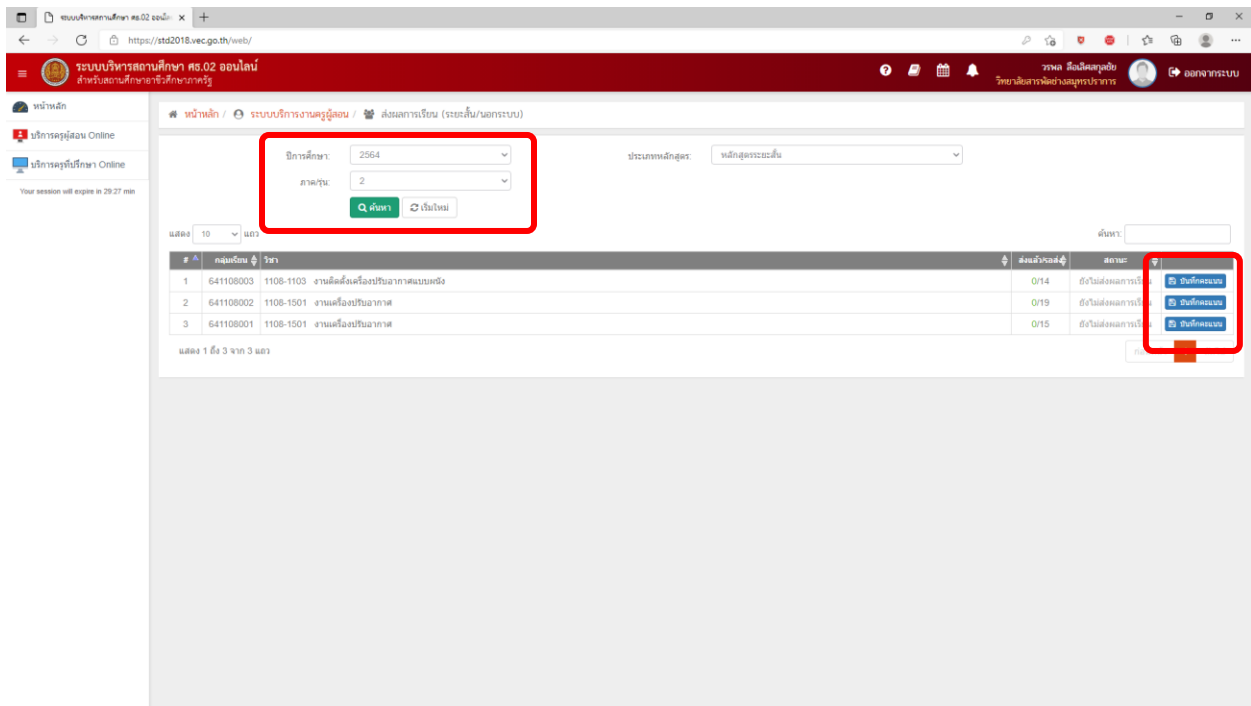 ระบบบริหารสถานศึกษา ศธ.02 ออนไลน์
https://std2018.vec.go.th/web/
ระบบบริหารสถานศึกษา ศธ.02 ออนไลน์
สำหรับสถานศึกษาอาชีวศึกษาภาครัฐ
วรพล ลือเลิศสกุลชัย
วิทยาลัยสารพัดช่างสมุทรปราการ
ออกจากระบบ
หน้าหลัก
บริการครูผู้สอน Online
บริการครูที่ปรึกษา Online
Your session will expire in 29:27 min
หน้าหลัก / ระบบบริการงานครูผู้สอน / ส่งผลการเรียน (ระยะสั้น/นอกระบบ)
ปีการศึกษา: 2564 ประเภทหลักสูตร: หลักสูตรระยะสั้น
ภาค/รุ่น: 2
ค้นหา เริ่มใหม่
แสดง 10 แถว ค้นหา:
# กลุ่มเรียน วิชา ส่งแล้ว/รอส่ง สถานะ
1 641108003 1108-1103 งานติดตั้งเครื่องปรับอากาศแบบผนัง 0/14 ยังไม่ส่งผลการเรียน บันทึกคะแนน
2 641108002 1108-1501 งานเครื่องปรับอากาศ 0/19 ยังไม่ส่งผลการเรียน บันทึกคะแนน
3 641108001 1108-1501 งานเครื่องปรับอากาศ 0/15 ยังไม่ส่งผลการเรียน บันทึกคะแนน
แสดง 1 ถึง 3 จาก 3 แถว